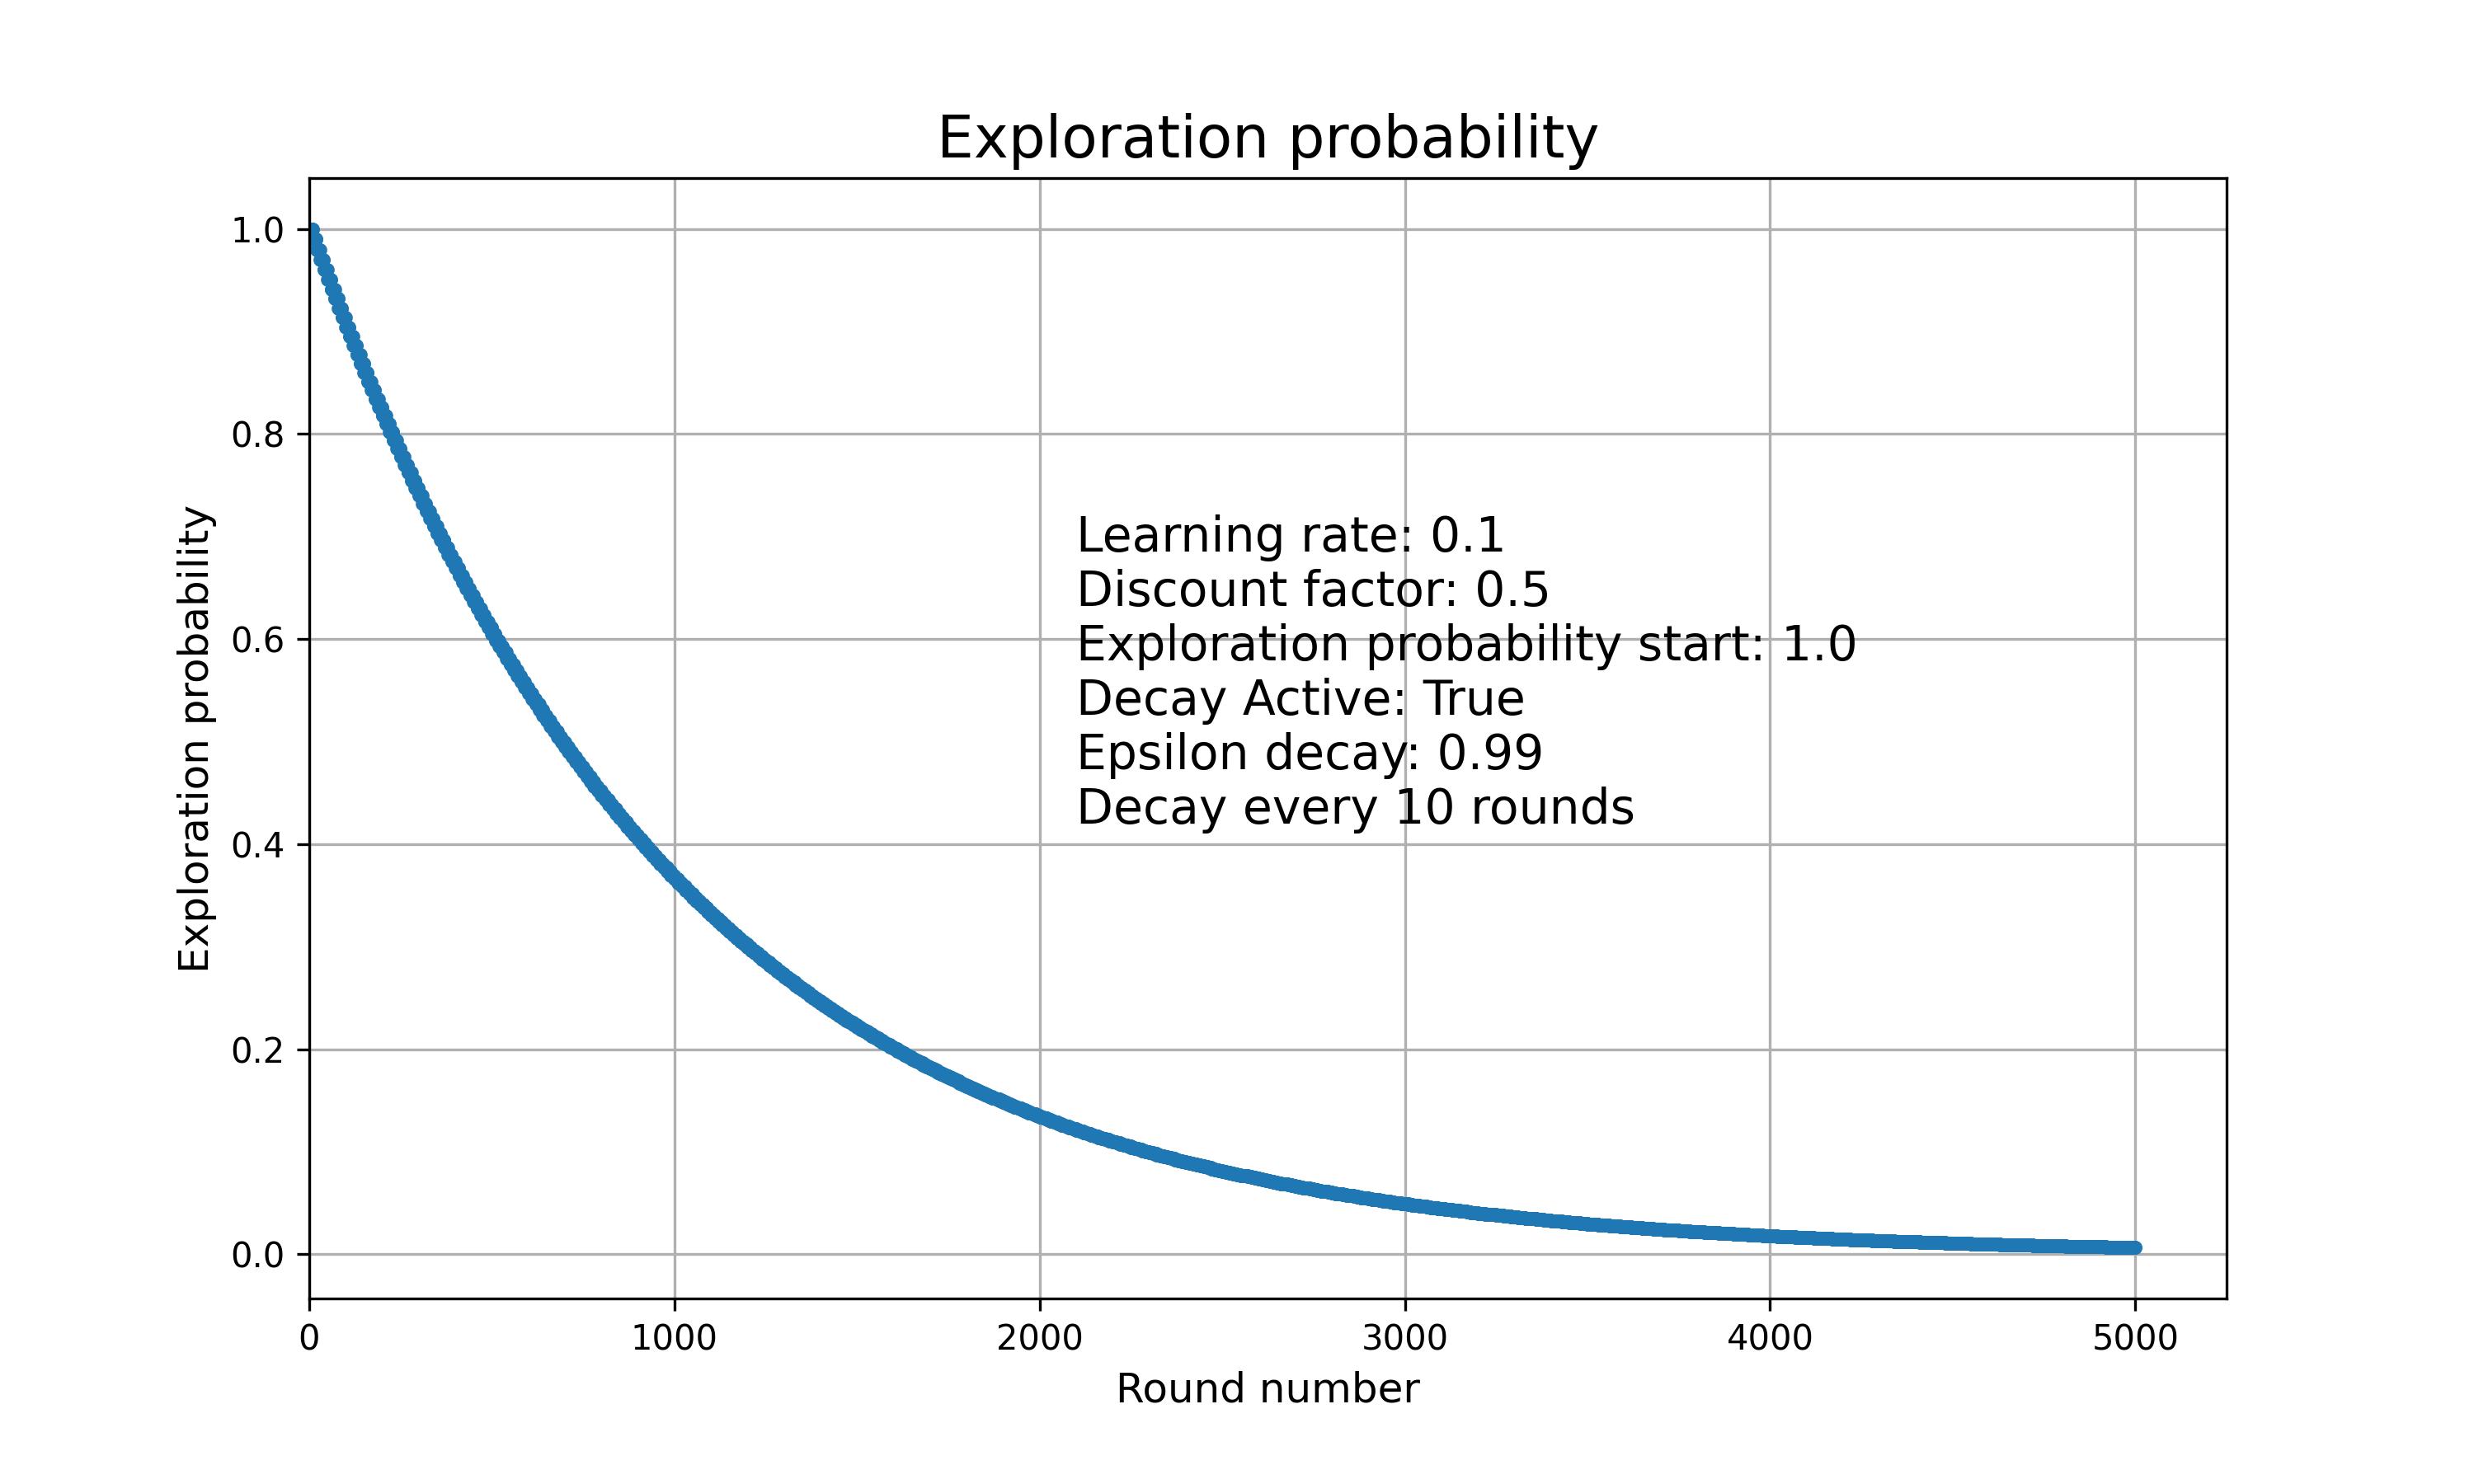 Exploration probability
1.0
0.8
0.6
0.4
0.2
0.0
Exploration probability
Learning rate: 0.1
Discount factor: 0.5
Exploration probability start: 1.0
Decay Active: True
Epsilon decay: 0.99
Decay every 10 rounds
0 1000 2000 3000 4000 5000
Round number